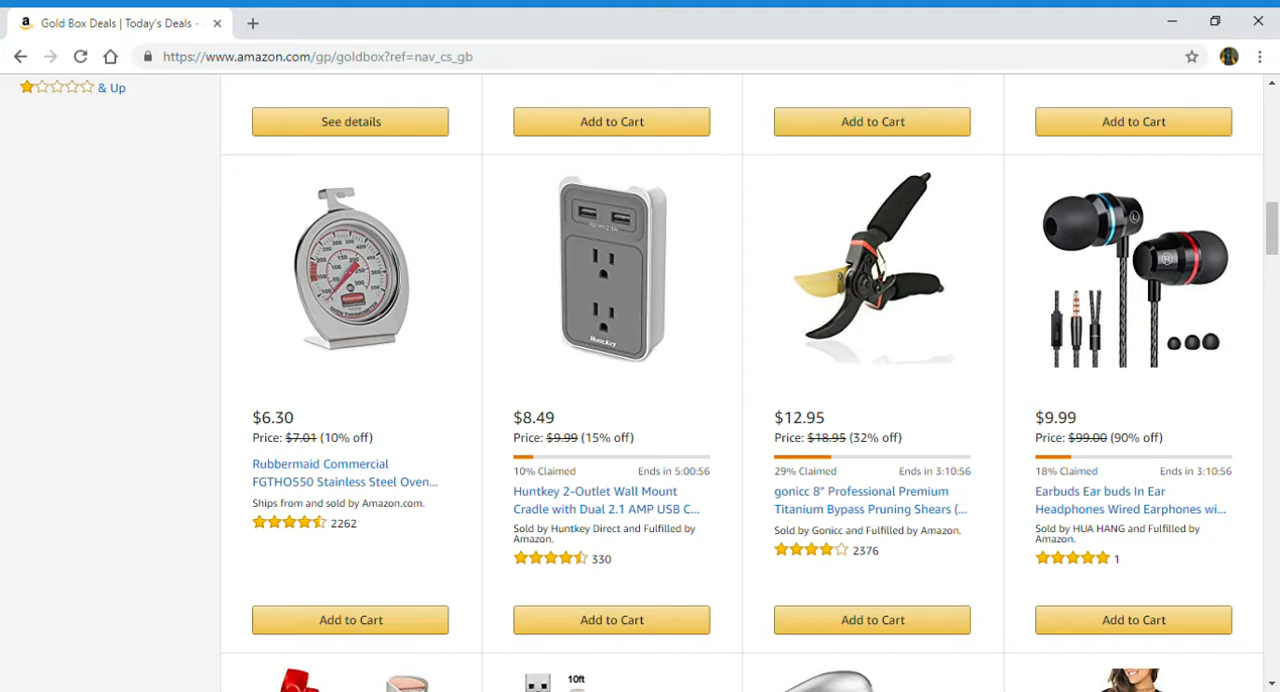 Gold Box Deals | Today's Deals -
https://www.amazon.com/gp/goldbox?ref=nav_cs_gb
& Up
See details
Add to Cart
Add to Cart
Add to Cart
Huntkey
L
R
10ft
$6.30
Price: $7.01 (10% off)
Rubbermaid Commercial
FGTHO550 Stainless Steel Oven...
Ships from and sold by Amazon.com.
2262
Add to Cart
$8.49
Price: $9.99 (15% off)
10% Claimed
Ends in 5:00:56
Huntkey 2-Outlet Wall Mount
Cradle with Dual 2.1 AMP USB C...
Sold by Huntkey Direct and Fulfilled by
Amazon.
330
Add to Cart
$12.95
Price: $18.95 (32% off)
29% Claimed
Ends in 3:10:56
gonicc 8" Professional Premium
Titanium Bypass Pruning Shears (...
Sold by Gonicc and Fulfilled by Amazon.
2376
Add to Cart
$9.99
Price: $99.00 (90% off)
18% Claimed
Ends in 3:10:56
Earbuds Ear buds In Ear
Headphones Wired Earphones wi...
Sold by HUA HANG and Fulfilled by
Amazon.
1
Add to Cart